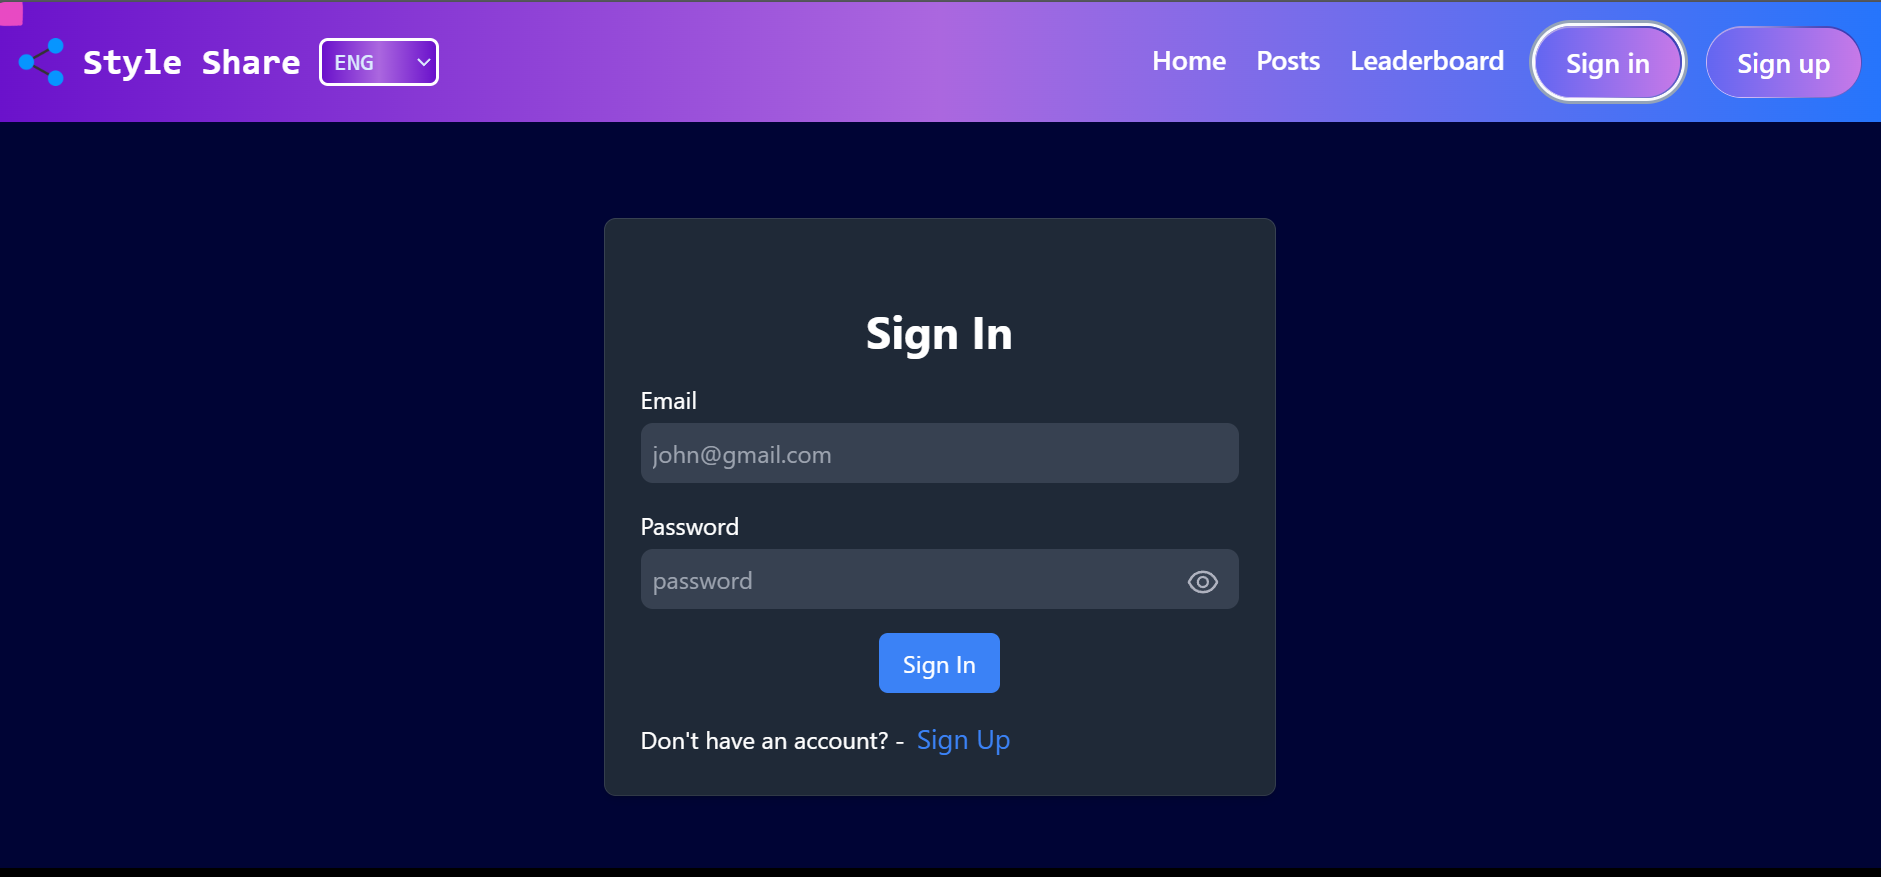 Style Share ENG Home Posts Leaderboard Sign in Sign up
Sign In
Email
john@gmail.com
Password
password
Sign In
Don't have an account? - Sign Up